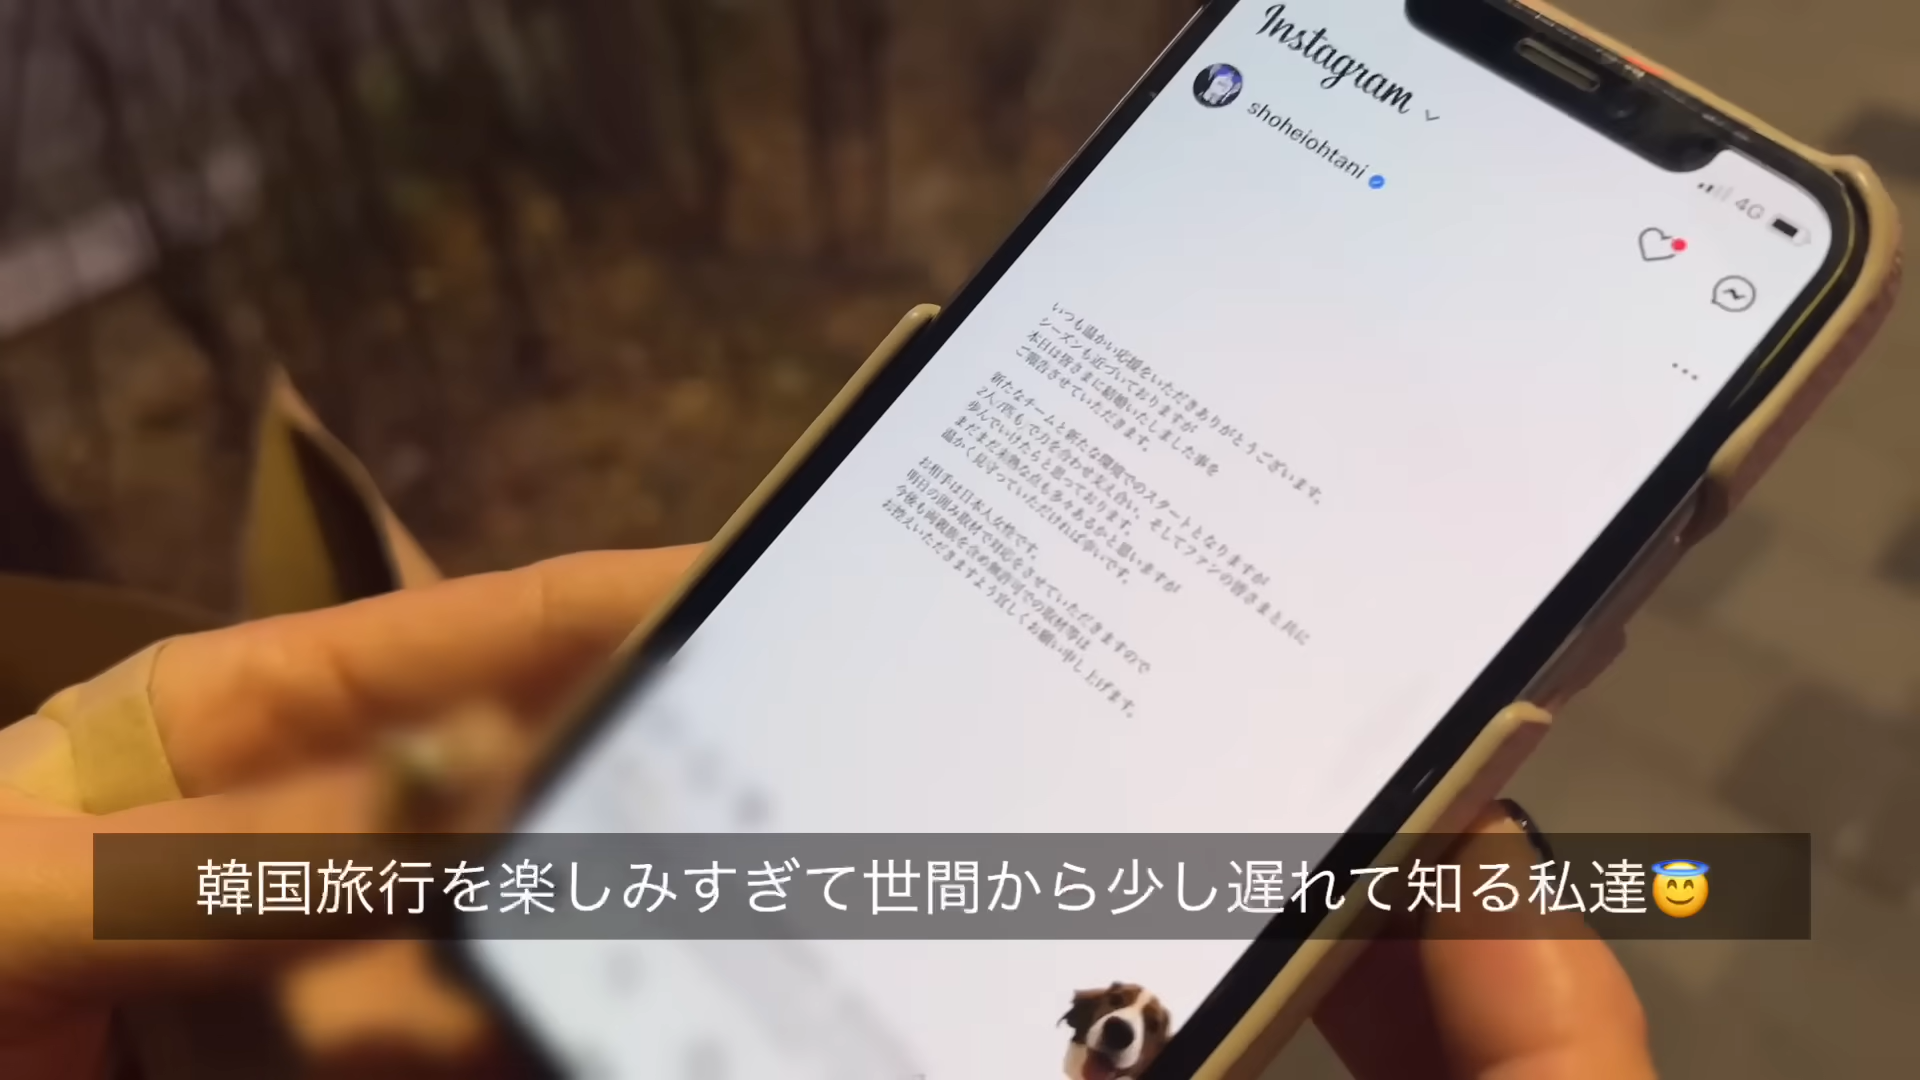 Instagram
shoheiohtani
4G
いつも温かい応援をいただきありがとうございます。
シーズンも近づいておりますが
本日は皆さまに結婚いたしました事を
ご報告させていただきます。
新たなチームと新たな環境でのスタートとなりますが
2人(1匹も)で力を合わせ支え合い、そしてファンの皆さまと共に
歩んでいけたらと思っております。
まだまだ未熟な点も多々あるかと思いますが
温かく見守っていただければ幸いです。
お相手は日本人女性です。
明日の囲み取材で対応をさせていただきますので
今後も両親族を含め無許可での取材等は
お控えいただきますよう宜しくお願い申し上げます。
韓国旅行を楽しみすぎて世間から少し遅れて知る私達😇